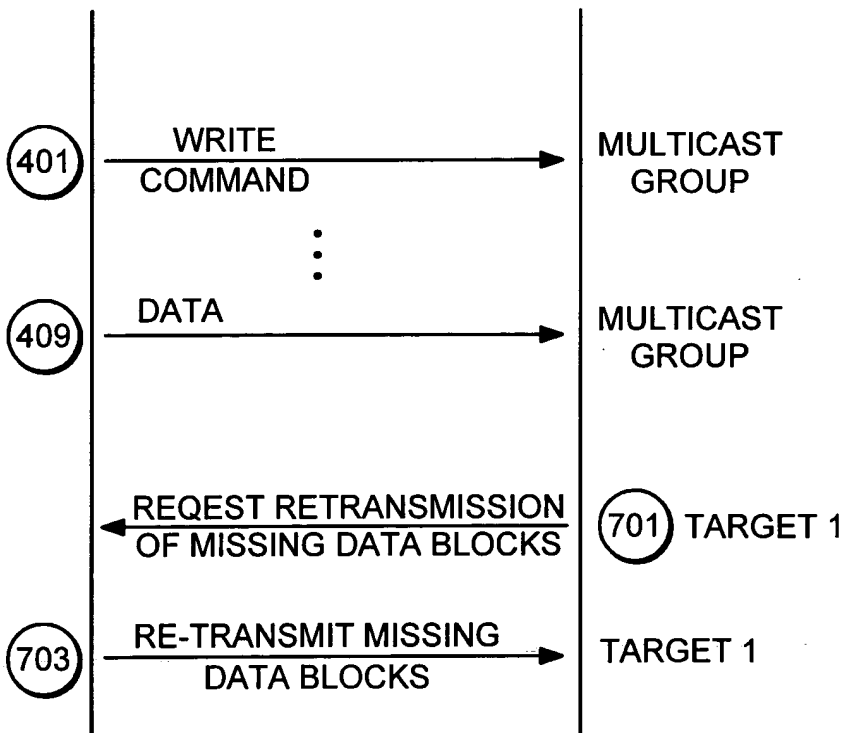 401
WRITE
COMMAND
MULTICAST
GROUP
409
DATA
MULTICAST
GROUP
REQEST RETRANSMISSION
OF MISSING DATA BLOCKS
701 TARGET 1
703
RE-TRANSMIT MISSING
DATA BLOCKS
TARGET 1